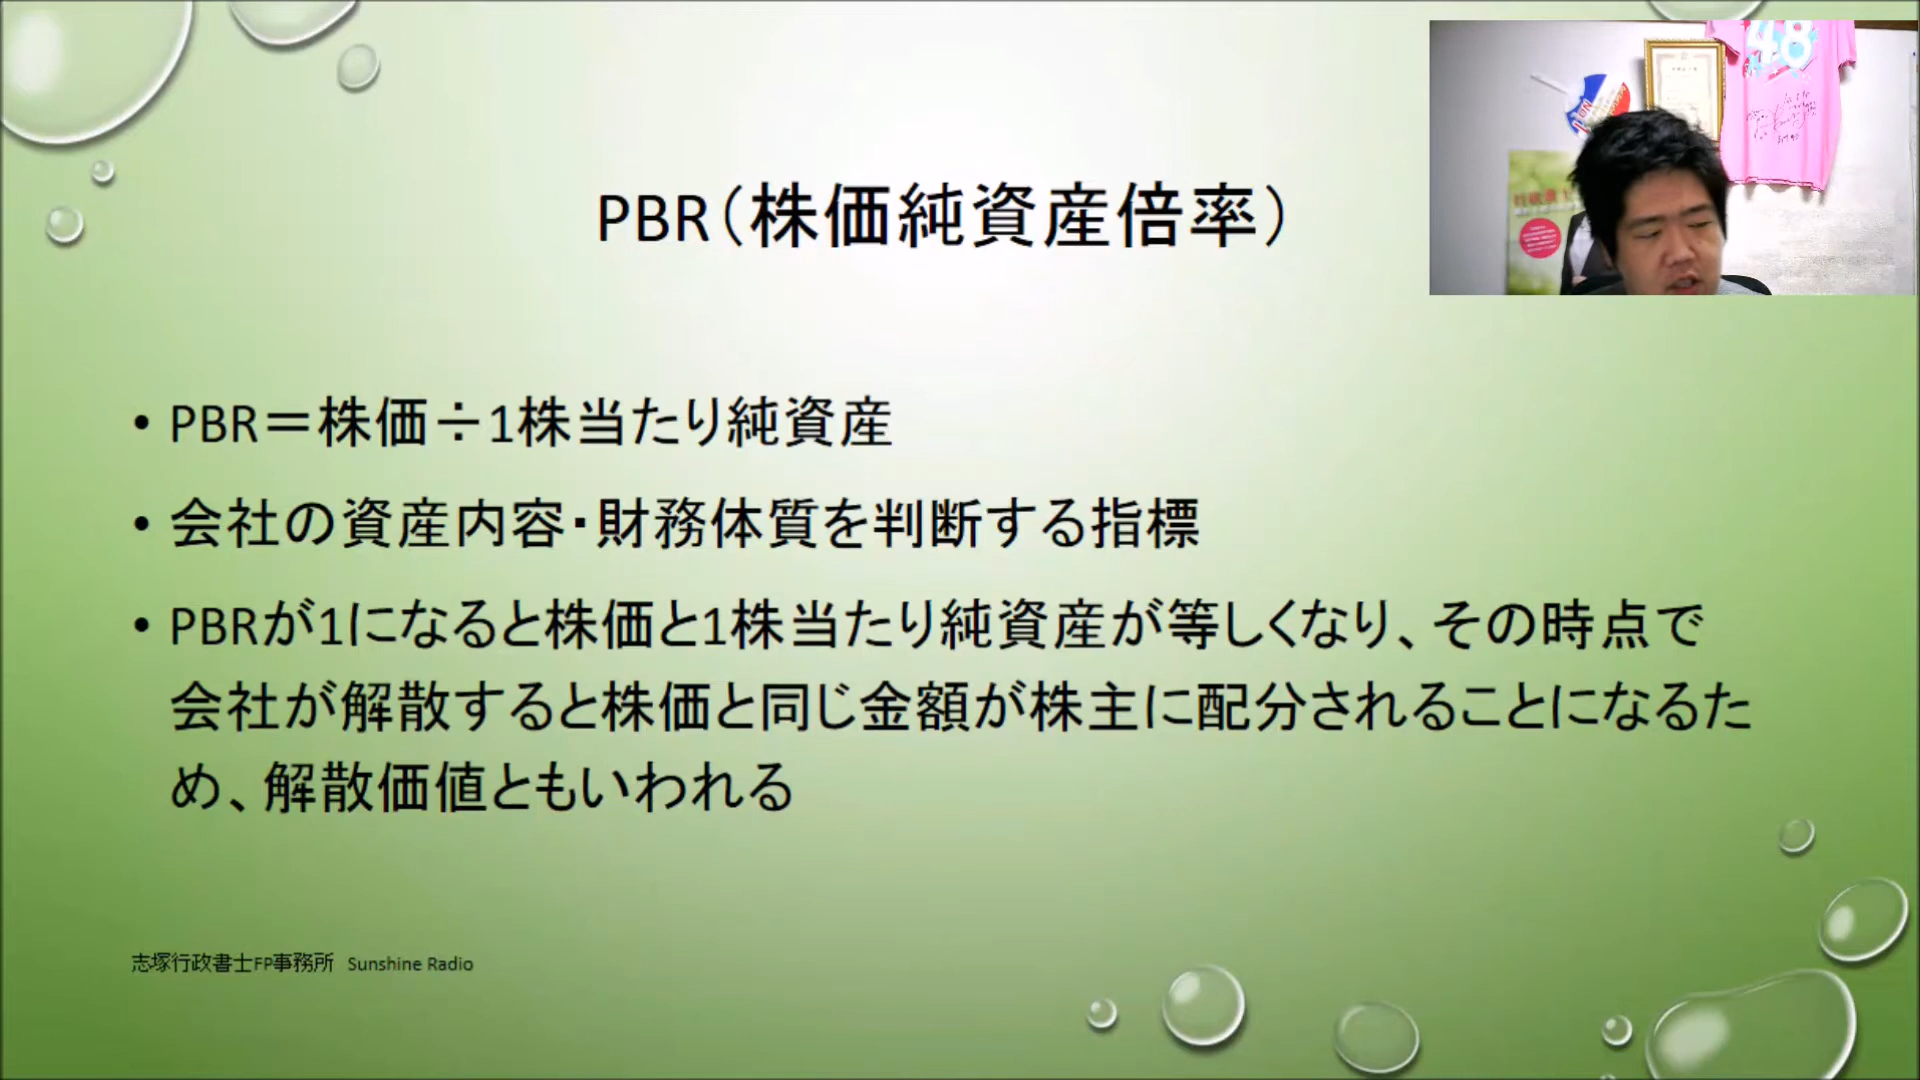 PBR（株価純資産倍率）
• PBR＝株価÷1株当たり純資産
• 会社の資産内容・財務体質を判断する指標
• PBRが1になると株価と1株当たり純資産が等しくなり、その時点で
会社が解散すると株価と同じ金額が株主に配分されることになるた
め、解散価値ともいわれる
志塚行政書士FP事務所 Sunshine Radio
48